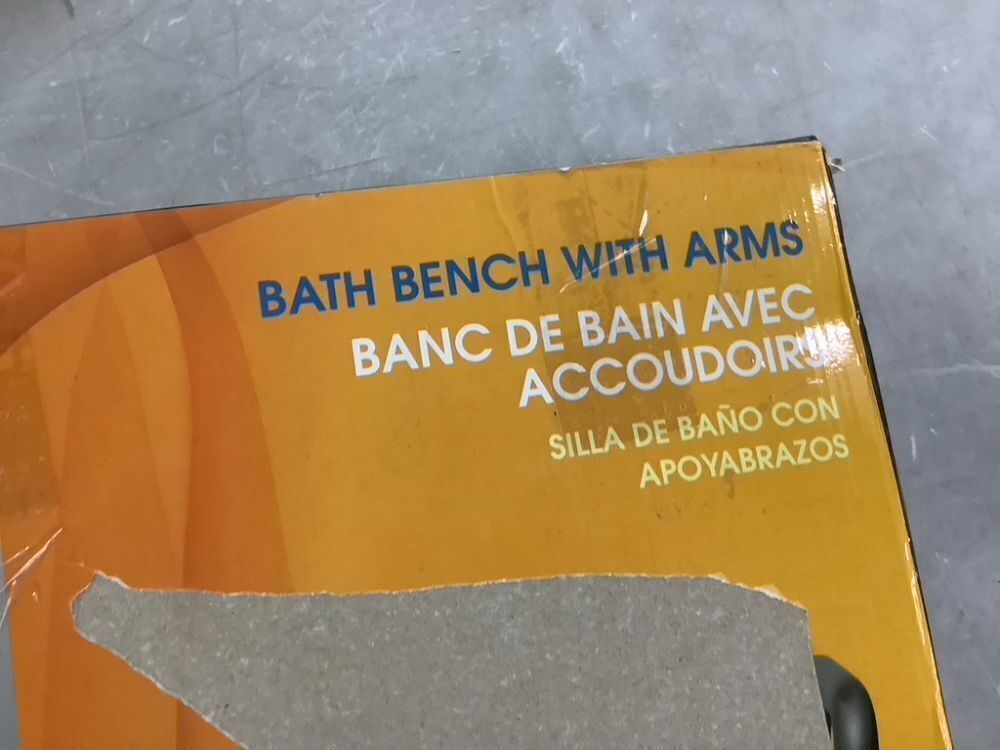 BATH BENCH WITH ARMS
BANC DE BAIN AVEC
ACCOUDOIRS
SILLA DE BAÑO CON
APOYABRAZOS